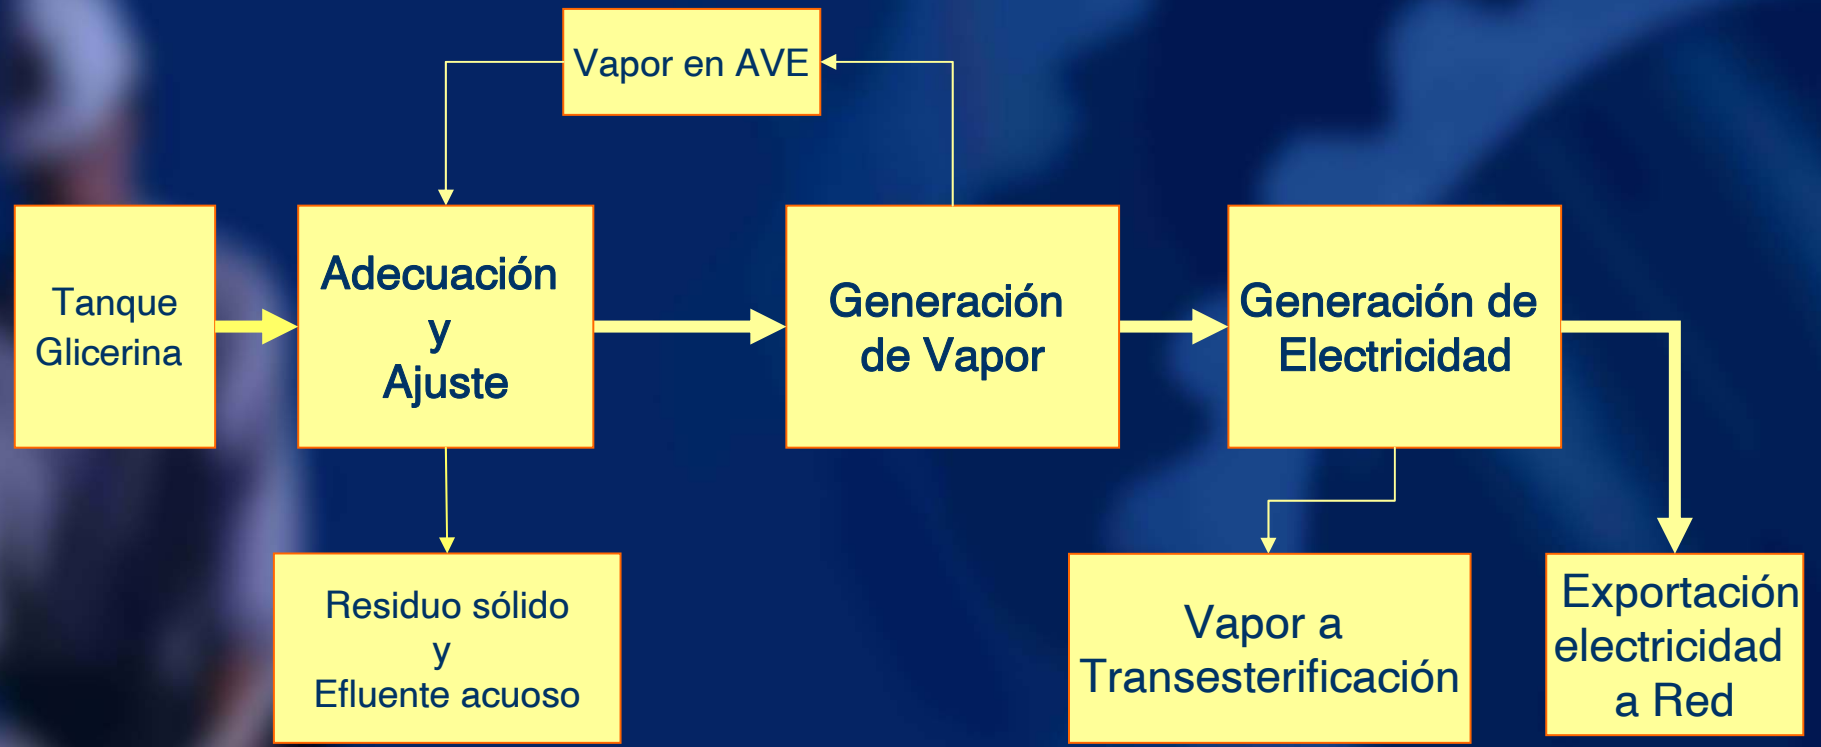 Vapor en AVE
Tanque
Glicerina
Adecuación
y
Ajuste
Generación
de Vapor
Generación de
Electricidad
Residuo sólido
y
Efluente acuoso
Vapor a
Transesterificación
Exportación
electricidad
a Red